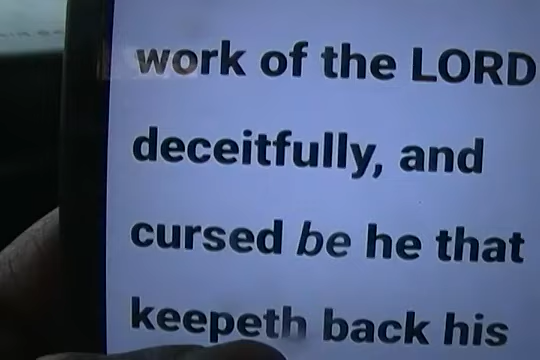 work of the LORD
deceitfully, and
cursed be he that
keepeth back his